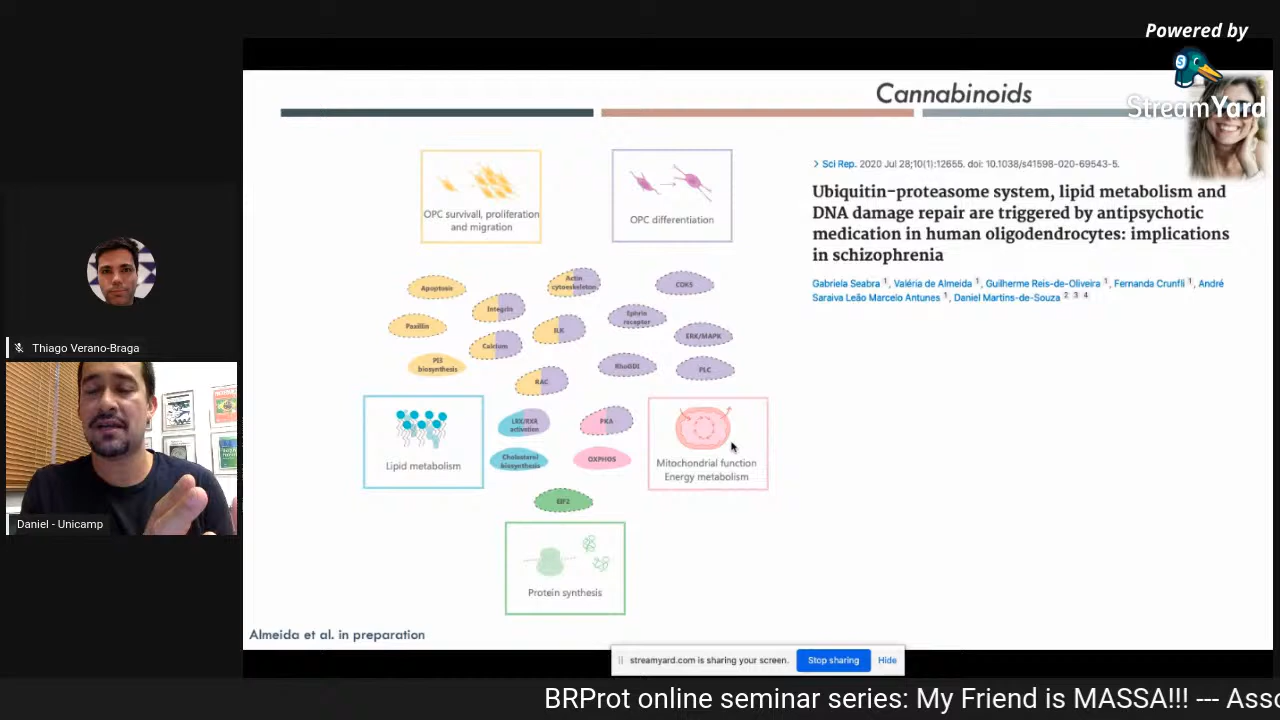 Powered by
StreamYard
Cannabinoids
OPC survivall, proliferation
and migration
OPC differentiation
> Sci Rep. 2020 Jul 28;10(1):12655. doi: 10.1038/s41598-020-69543-5.
Ubiquitin-proteasome system, lipid metabolism and
DNA damage repair are triggered by antipsychotic
medication in human oligodendrocytes: implications
in schizophrenia
Gabriela Seabra 1, Valéria de Almeida 1, Guilherme Reis-de-Oliveira 1, Fernanda Crunfli 1, André
Saraiva Leão Marcelo Antunes 1, Daniel Martins-de-Souza 2 3 4
Apoptosis
Actin
cytoeskeleton
CDK5
Integrin
Paxillin
ILK
Ephrin
receptor
ERK/MAPK
Calcium
PI3
biosynthesis
RhoGDI
PLC
RAC
LRX/RXR
activation
PKA
Cholesterol
biosynthesis
OXPHOS
Lipid metabolism
Mitochondrial function
Energy metabolism
EIF2
Protein synthesis
Almeida et al. in preparation
Thiago Verano-Braga
Daniel - Unicamp
streamyard.com is sharing your screen.
Stop sharing
Hide
BRProt online seminar series: My Friend is MASSA!!! --- Asso